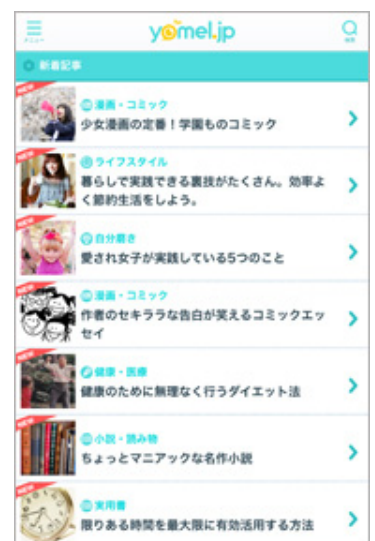 メニュー
yomel.jp
検索
新着記事
NEW
漫画・コミック
少女漫画の定番！学園ものコミック
NEW
ライフスタイル
暮らしで実践できる裏技がたくさん。効率よ
く節約生活をしよう。
NEW
自分磨き
愛され女子が実践している5つのこと
NEW
漫画・コミック
作者のセキララな告白が笑えるコミックエッ
セイ
NEW
健康・医療
健康のために無理なく行うダイエット法
NEW
小説・読み物
ちょっとマニアックな名作小説
NEW
実用書
限りある時間を最大限に有効活用する方法